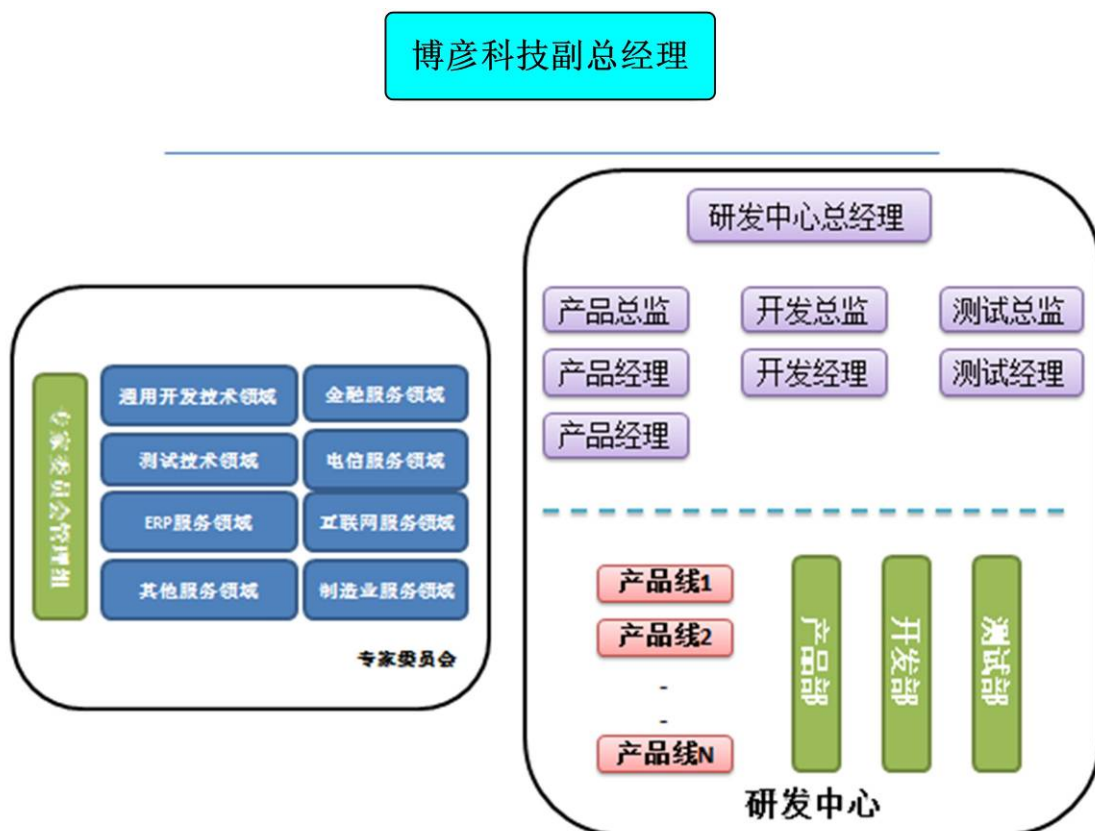 博彦科技副总经理
专家委员会管理组
通用开发技术领域
金融服务领域
测试技术领域
电信服务领域
ERP服务领域
互联网服务领域
其他服务领域
制造业服务领域
专家委员会
研发中心总经理
产品总监
开发总监
测试总监
产品经理
开发经理
测试经理
产品经理
产品线1
产品线2
-
-
产品线N
产品部
开发部
测试部
研发中心